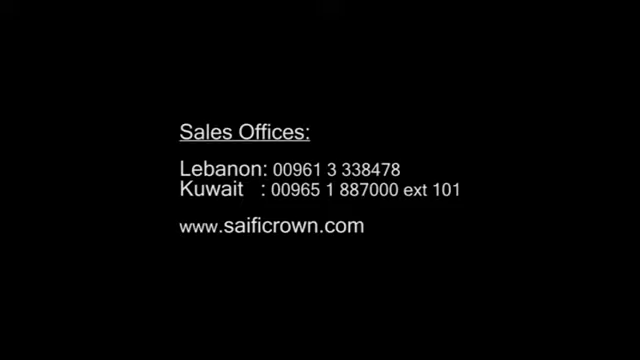 Sales Offices:
Lebanon: 00961 3 338478
Kuwait : 00965 1 887000 ext 101
www.saificrown.com